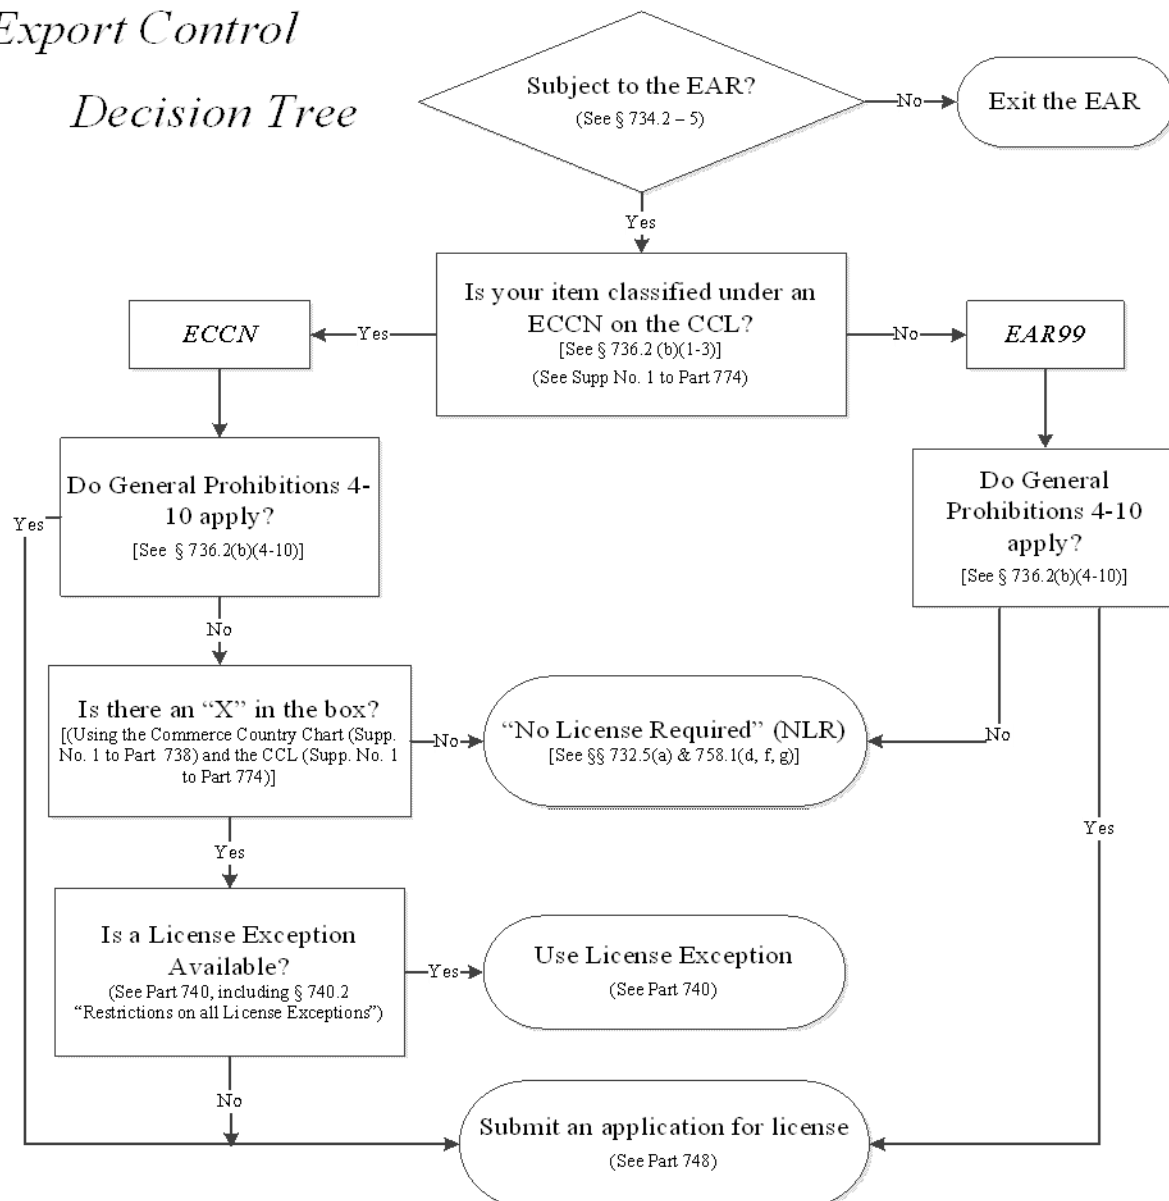 Export Control
Decision Tree
Subject to the EAR?
(See § 734.2 – 5)
No
Exit the EAR
Yes
Is your item classified under an
ECCN on the CCL?
[See § 736.2 (b)(1-3)]
(See Supp No. 1 to Part 774)
Yes
ECCN
No
EAR99
Do General Prohibitions 4-
10 apply?
[See § 736.2(b)(4-10)]
Yes
Do General
Prohibitions 4-10
apply?
[See § 736.2(b)(4-10)]
No
Is there an “X” in the box?
[(Using the Commerce Country Chart (Supp.
No. 1 to Part 738) and the CCL (Supp. No. 1
to Part 774)]
No
“No License Required” (NLR)
[See §§ 732.5(a) & 758.1(d, f, g)]
No
Yes
Yes
Is a License Exception
Available?
(See Part 740, including § 740.2
“Restrictions on all License Exceptions”)
Yes
Use License Exception
(See Part 740)
No
Submit an application for license
(See Part 748)